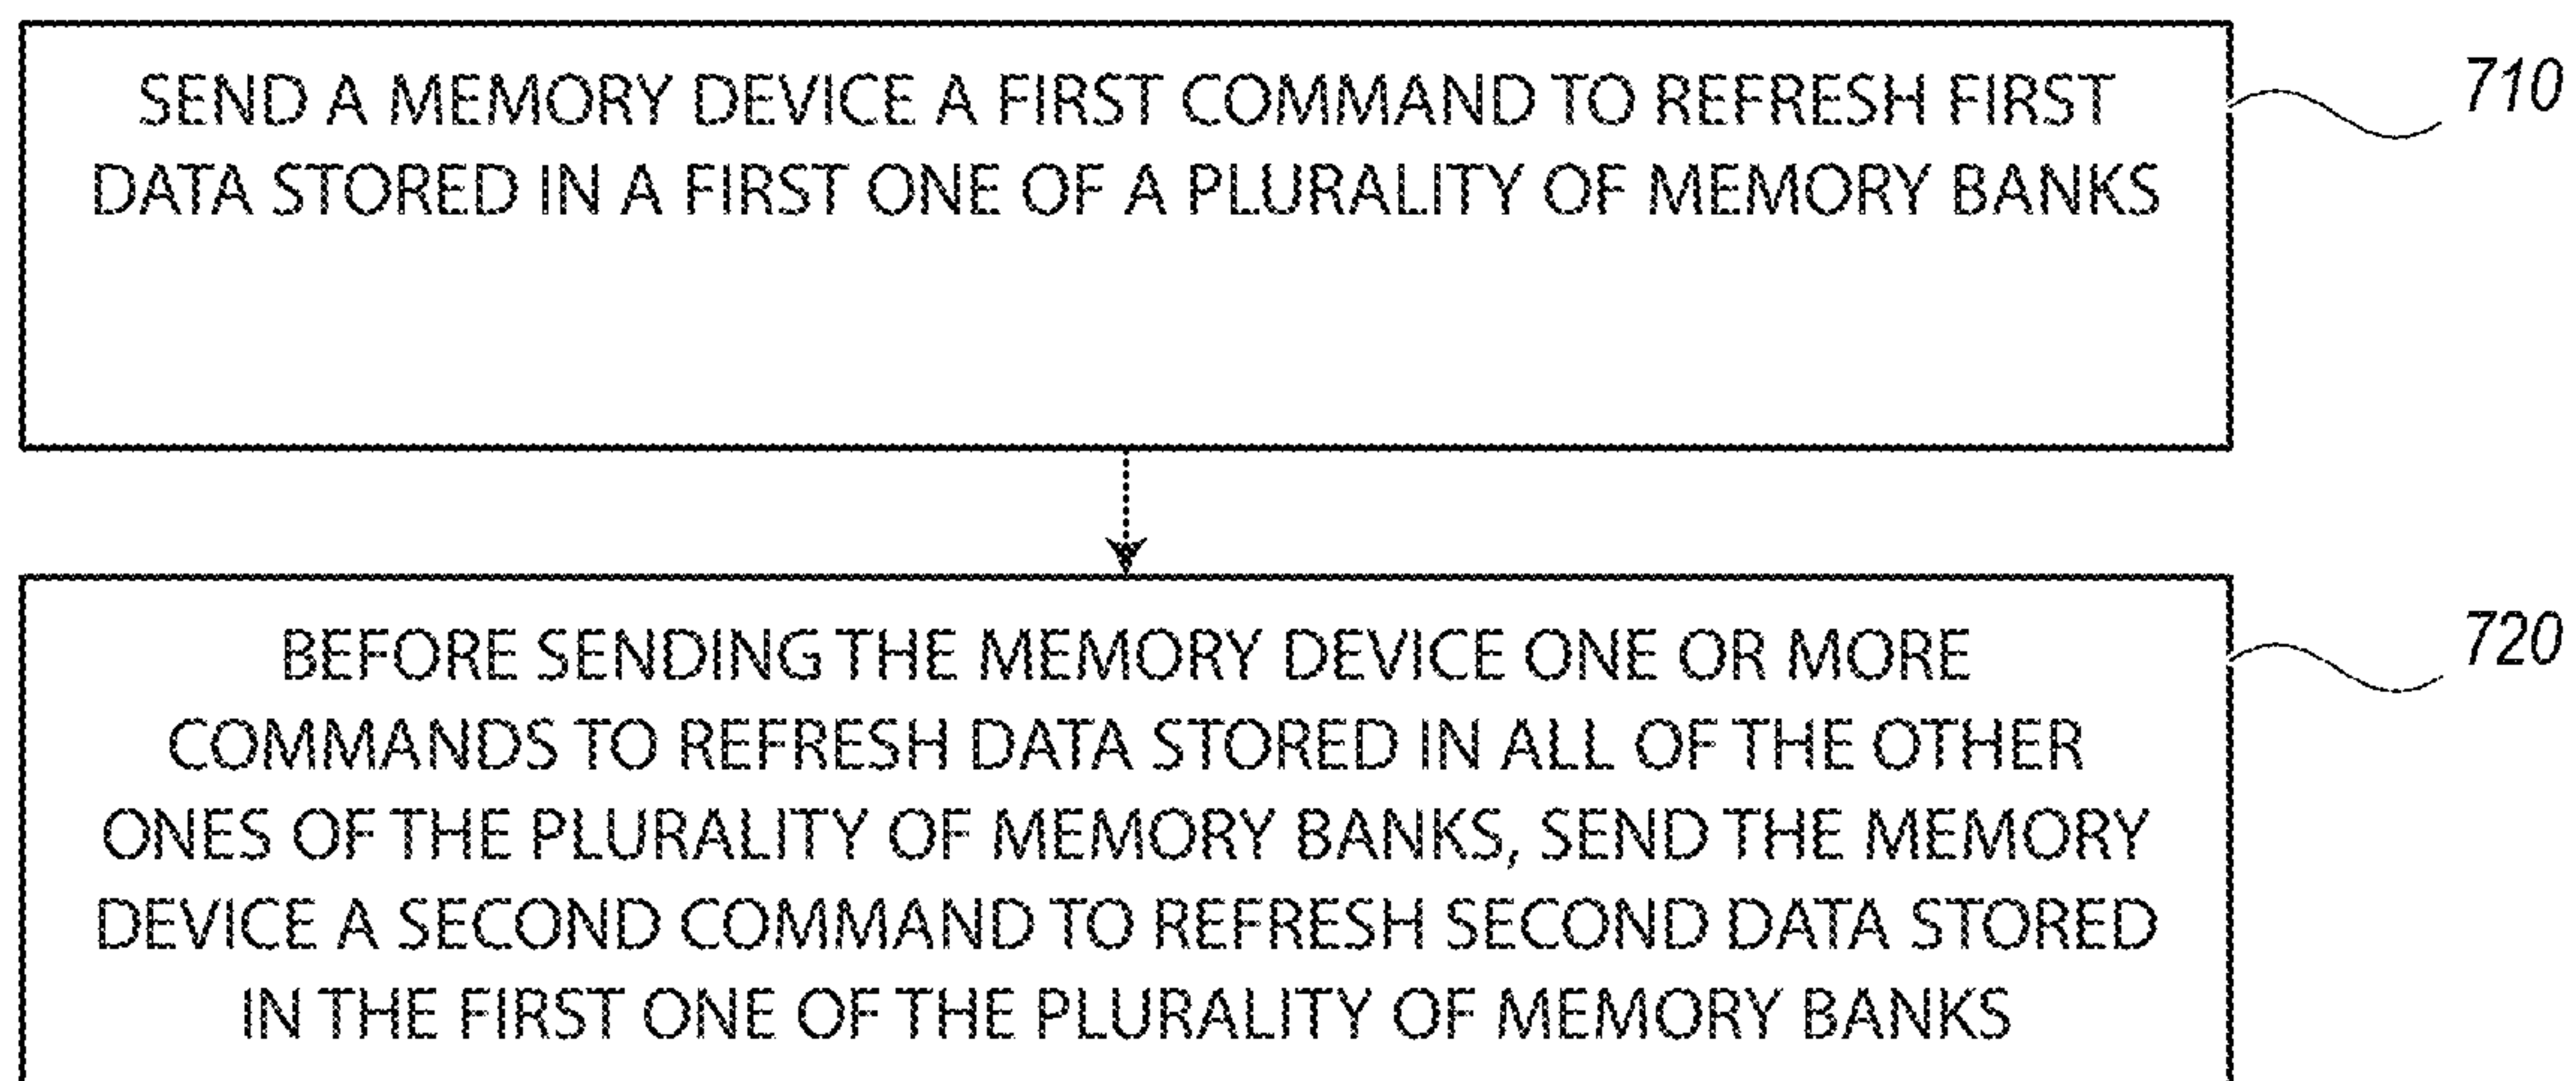 SEND A MEMORY DEVICE A FIRST COMMAND TO REFRESH FIRST
DATA STORED IN A FIRST ONE OF A PLURALITY OF MEMORY BANKS
710
BEFORE SENDING THE MEMORY DEVICE ONE OR MORE
COMMANDS TO REFRESH DATA STORED IN ALL OF THE OTHER
ONES OF THE PLURALITY OF MEMORY BANKS, SEND THE MEMORY
DEVICE A SECOND COMMAND TO REFRESH SECOND DATA STORED
IN THE FIRST ONE OF THE PLURALITY OF MEMORY BANKS
720